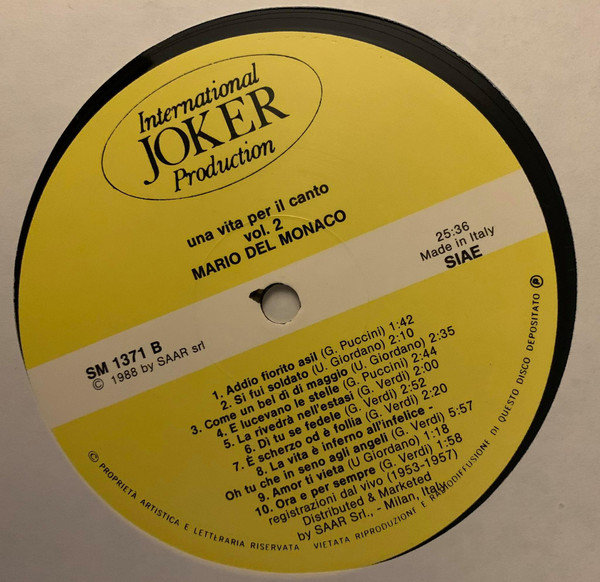 International
JOKER
Production
una vita per il canto
vol. 2
MARIO DEL MONACO
25:36
Made in Italy
SIAE
SM 1371 B
© 1988 by SAAR srl
1. Addio fiorito asil (G. Puccini) 1:42
2. Si fui soldato (U. Giordano) 2:10
3. Come un bel dì di maggio (U. Giordano) 2:35
4. E lucevano le stelle (G. Puccini) 2:44
5. La rivedrà nell'estasi (G. Verdi) 2:00
6. Di tu se fedele (G. Verdi) 2:52
7. È scherzo od è follia (G. Verdi) 2:20
8. La vita è inferno all'infelice -
Oh tu che in seno agli angeli (G. Verdi) 5:57
9. Amor ti vieta (U Giordano) 1:18
10. Ora e per sempre (G. Verdi) 1:58
registrazioni dal vivo (1953-1957)
Distributed & Marketed
by SAAR Srl., - Milan, Italy
© PROPRIETÀ ARTISTICA E LETTERARIA RISERVATA VIETATA RIPRODUZIONE E RADIODIFFUSIONE DI QUESTO DISCO DEPOSITATO ℗